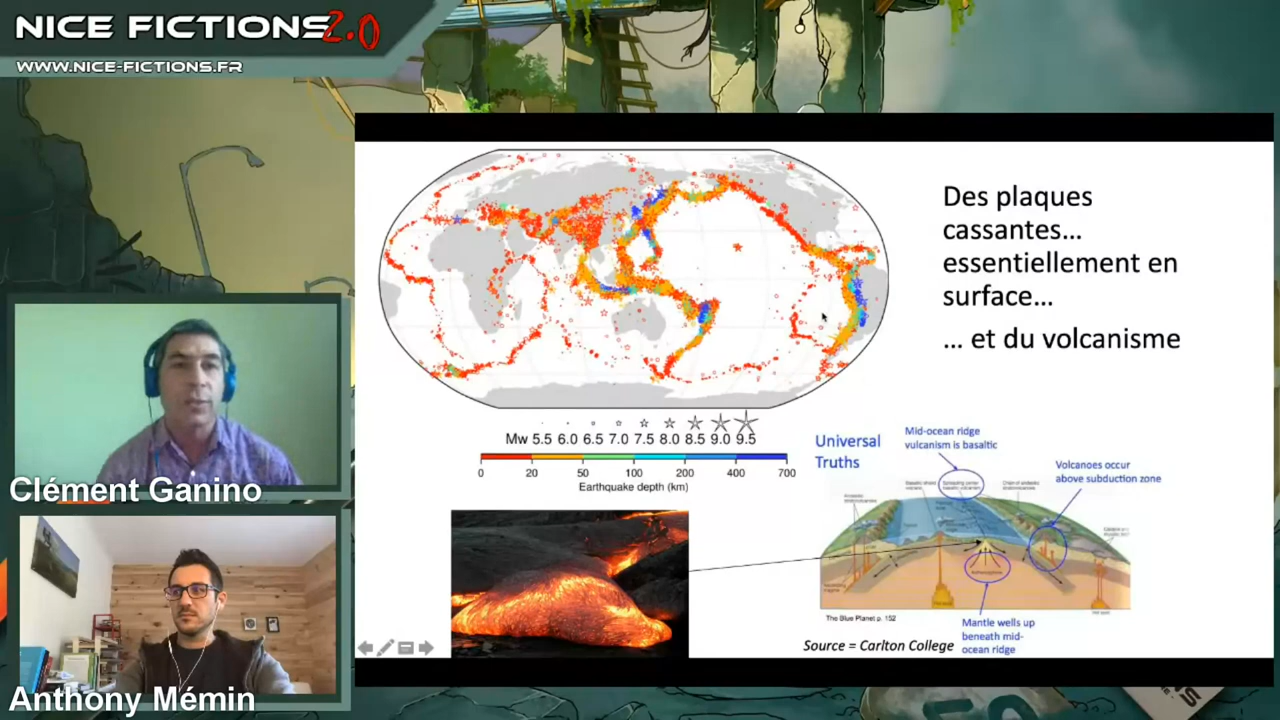 NICE FICTIONS 2.0
WWW.NICE-FICTIONS.FR
Des plaques
cassantes...
essentiellement en
surface...
... et du volcanisme
Mw 5.5 6.0 6.5 7.0 7.5 8.0 8.5 9.0 9.5
0 20 50 100 200 400 700
Earthquake depth (km)
Universal
Truths
Mid-ocean ridge
vulcanism is basaltic
Volcanoes occur
above subduction zone
The Blue Planet p. 152
Mantle wells up
beneath mid-
ocean ridge
Source = Carlton College
Clément Ganino
Anthony Mémin